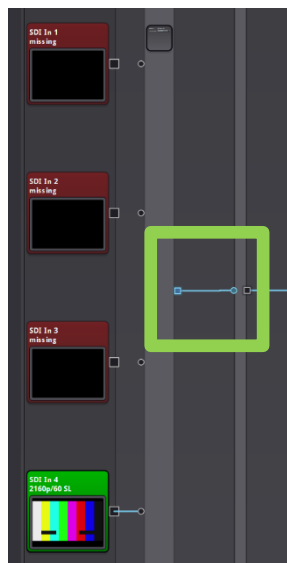 SDI In 1
missing
SDI In 2
missing
SDI In 3
missing
SDI In 4
2160p/60 SL